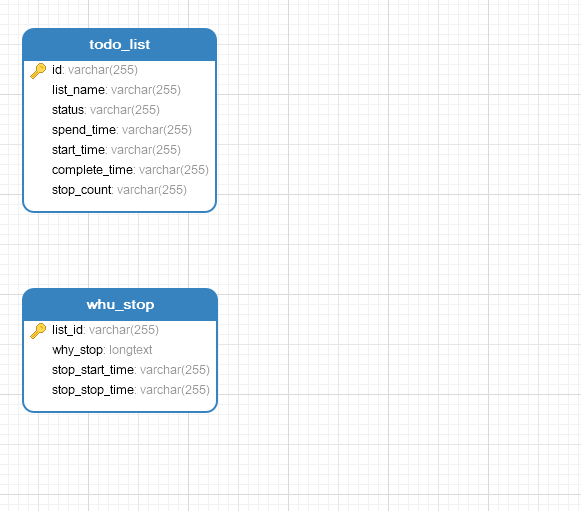 todo_list
id: varchar(255)
list_name: varchar(255)
status: varchar(255)
spend_time: varchar(255)
start_time: varchar(255)
complete_time: varchar(255)
stop_count: varchar(255)
whu_stop
list_id: varchar(255)
why_stop: longtext
stop_start_time: varchar(255)
stop_stop_time: varchar(255)